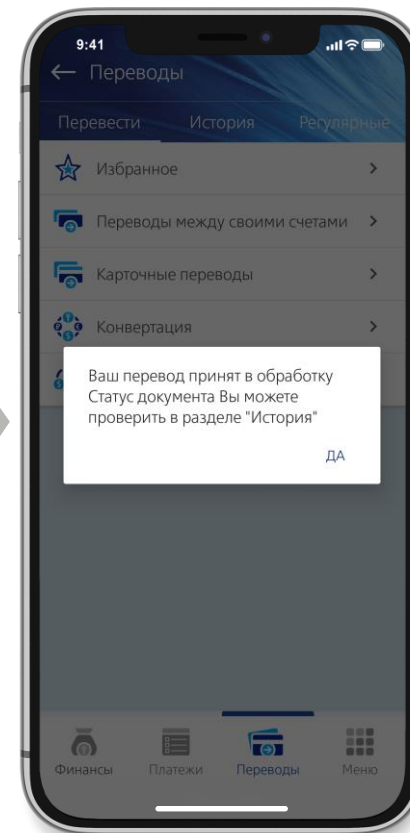 9:41
Переводы
Перевести История Регулярные
Избранное
Переводы между своими счетами
Карточные переводы
Конвертация
Ваш перевод принят в обработку
Статус документа Вы можете
проверить в разделе "История"
ДА
Финансы Платежи Переводы Меню